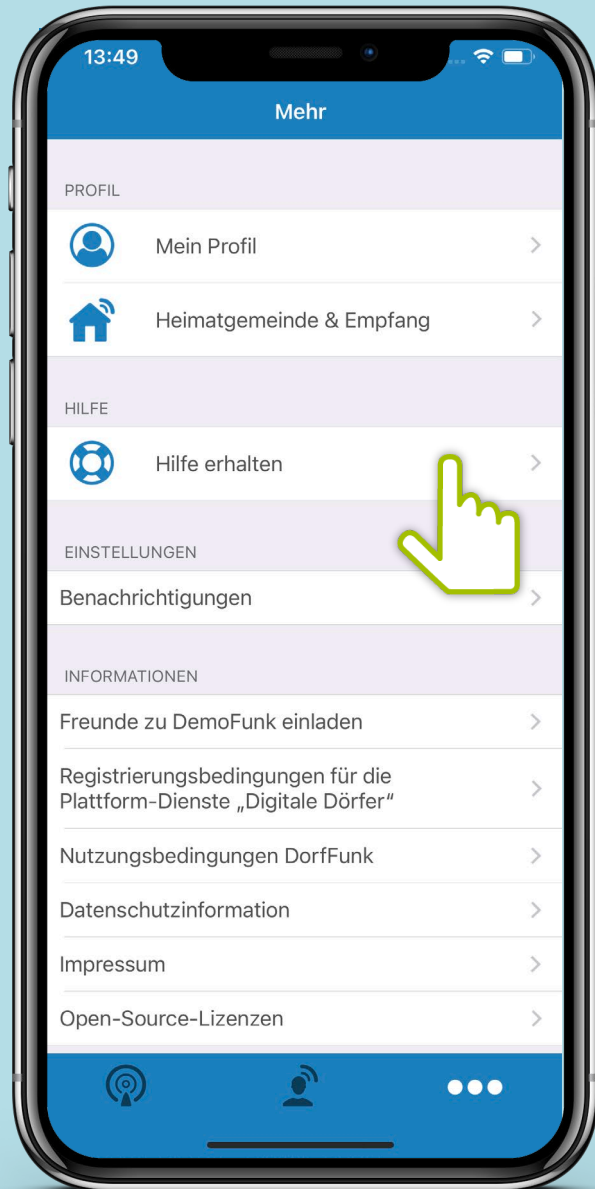 13:49
Mehr
PROFIL
Mein Profil
Heimatgemeinde & Empfang
HILFE
Hilfe erhalten
EINSTELLUNGEN
Benachrichtigungen
INFORMATIONEN
Freunde zu DemoFunk einladen
Registrierungsbedingungen für die
Plattform-Dienste „Digitale Dörfer“
Nutzungsbedingungen DorfFunk
Datenschutzinformation
Impressum
Open-Source-Lizenzen